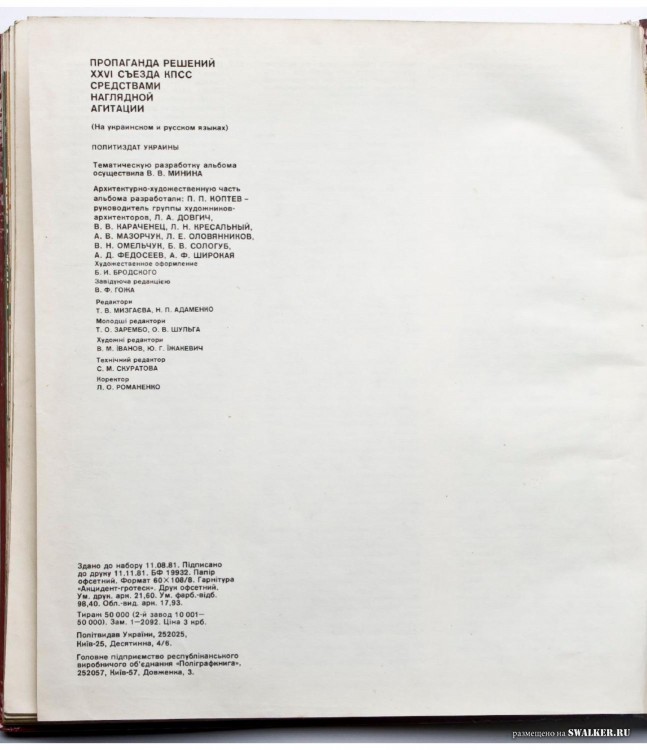 ПРОПАГАНДА РЕШЕНИЙ
XXVI СЪЕЗДА КПСС
СРЕДСТВАМИ
НАГЛЯДНОЙ
АГИТАЦИИ
(На украинском и русском языках)
ПОЛИТИЗДАТ УКРАИНЫ
Тематическую разработку альбома
осуществила В. В. МИНИНА
Архитектурно-художественную часть
альбома разработали: П. П. КОПТЕВ –
руководитель группы художников-
архитекторов, Л. А. ДОВГИЧ,
В. В. КАРАЧЕНЕЦ, Л. Н. КРЕСАЛЬНЫЙ,
А. В. МАЗОРЧУК, Л. Е. ОЛОВЯННИКОВ,
В. Н. ОМЕЛЬЧУК, Б. В. СОЛОГУБ,
А. Д. ФЕДОСЕЕВ, А. Ф. ШИРОКАЯ
Художественное оформление
Б. И. БРОДСКОГО
Завідуюча редакцією
В. Ф. ГОЖА
Редактори
Т. В. МИЗГАЄВА, Н. П. АДАМЕНКО
Молодші редактори
Т. О. ЗАРЕМБО, О. В. ШУЛЬГА
Художні редактори
В. М. ІВАНОВ, Ю. Г. ЇЖАКЕВИЧ
Технічний редактор
С. М. СКУРАТОВА
Коректор
Л. О. РОМАНЕНКО
Здано до набору 11.08.81. Підписано
до друку 11.11.81. БФ 19932. Папір
офсетний. Формат 60×108/8. Гарнітура
«Акцидент-гротеск». Друк офсетний.
Ум. друк. арк. 21,60. Ум. фарб.-відб.
98,40. Обл.-вид. арк. 17,93.
Тираж 50 000 (2-й завод 10 001—
50 000). Зам. 1—2092. Ціна 3 крб.
Політвидав України, 252025,
Київ-25, Десятинна, 4/6.
Головне підприємство республіканського
виробничого об'єднання «Поліграфкнига»,
252057, Київ-57, Довженка, 3.
размещено на SWALKER.RU